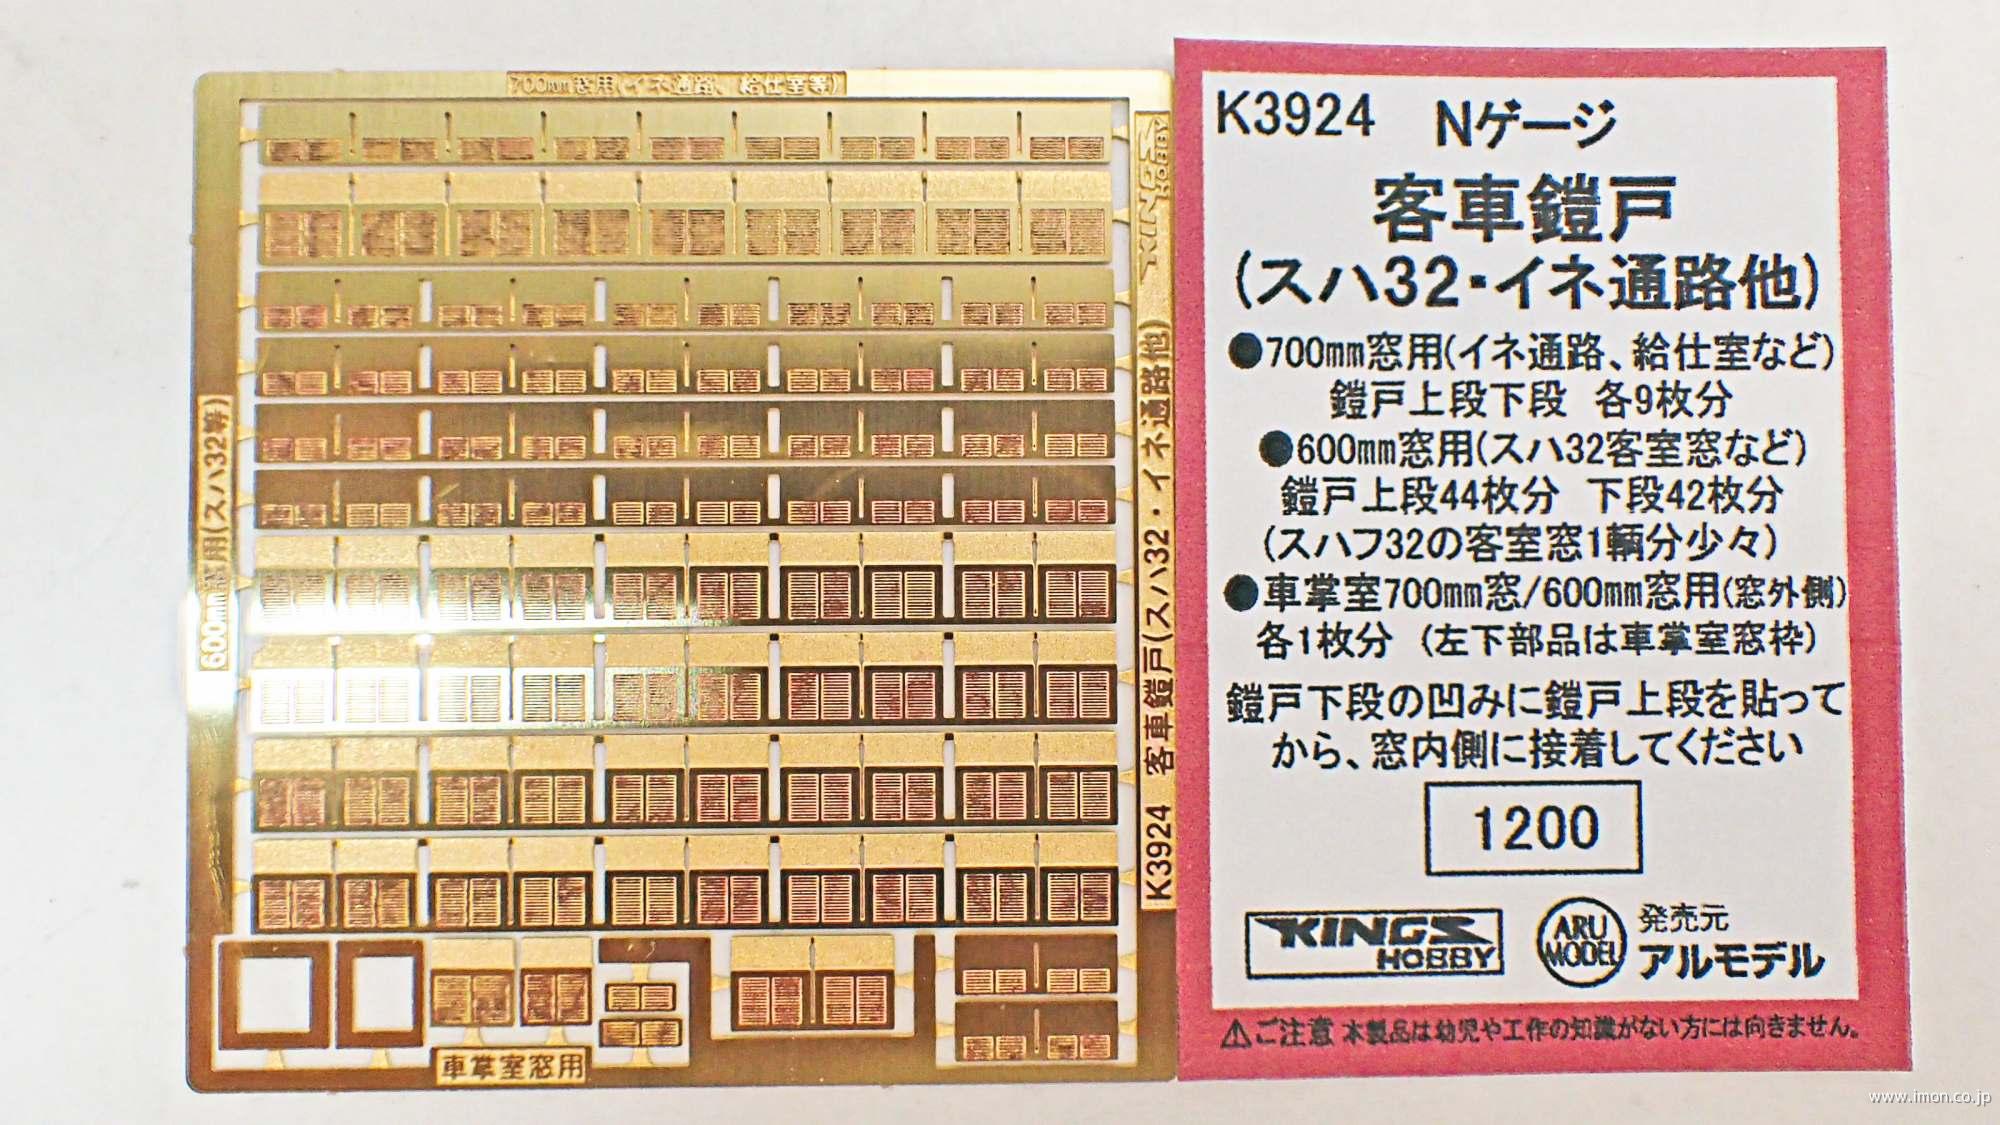 700mm窓用(イネ通路、給仕室等)
KINGS
HOBBY
600mm窓用(スハ32等)
K3924 客車鎧戸(スハ32・イネ通路他)
車掌室窓用
K3924 Nゲージ
客車鎧戸
(スハ32・イネ通路他)
●700mm窓用(イネ通路、給仕室など)
鎧戸上段下段 各9枚分
●600mm窓用(スハ32客室窓など)
鎧戸上段44枚分 下段42枚分
(スハフ32の客室窓1輌分少々)
●車掌室700mm窓/600mm窓用(窓外側)
各1枚分 (左下部品は車掌室窓枠)
鎧戸下段の凹みに鎧戸上段を貼って
から、窓内側に接着してください
1200
KINGS
HOBBY
ARU
MODEL
発売元
アルモデル
⚠ご注意 本製品は幼児や工作の知識がない方には向きません。
www.imon.co.jp